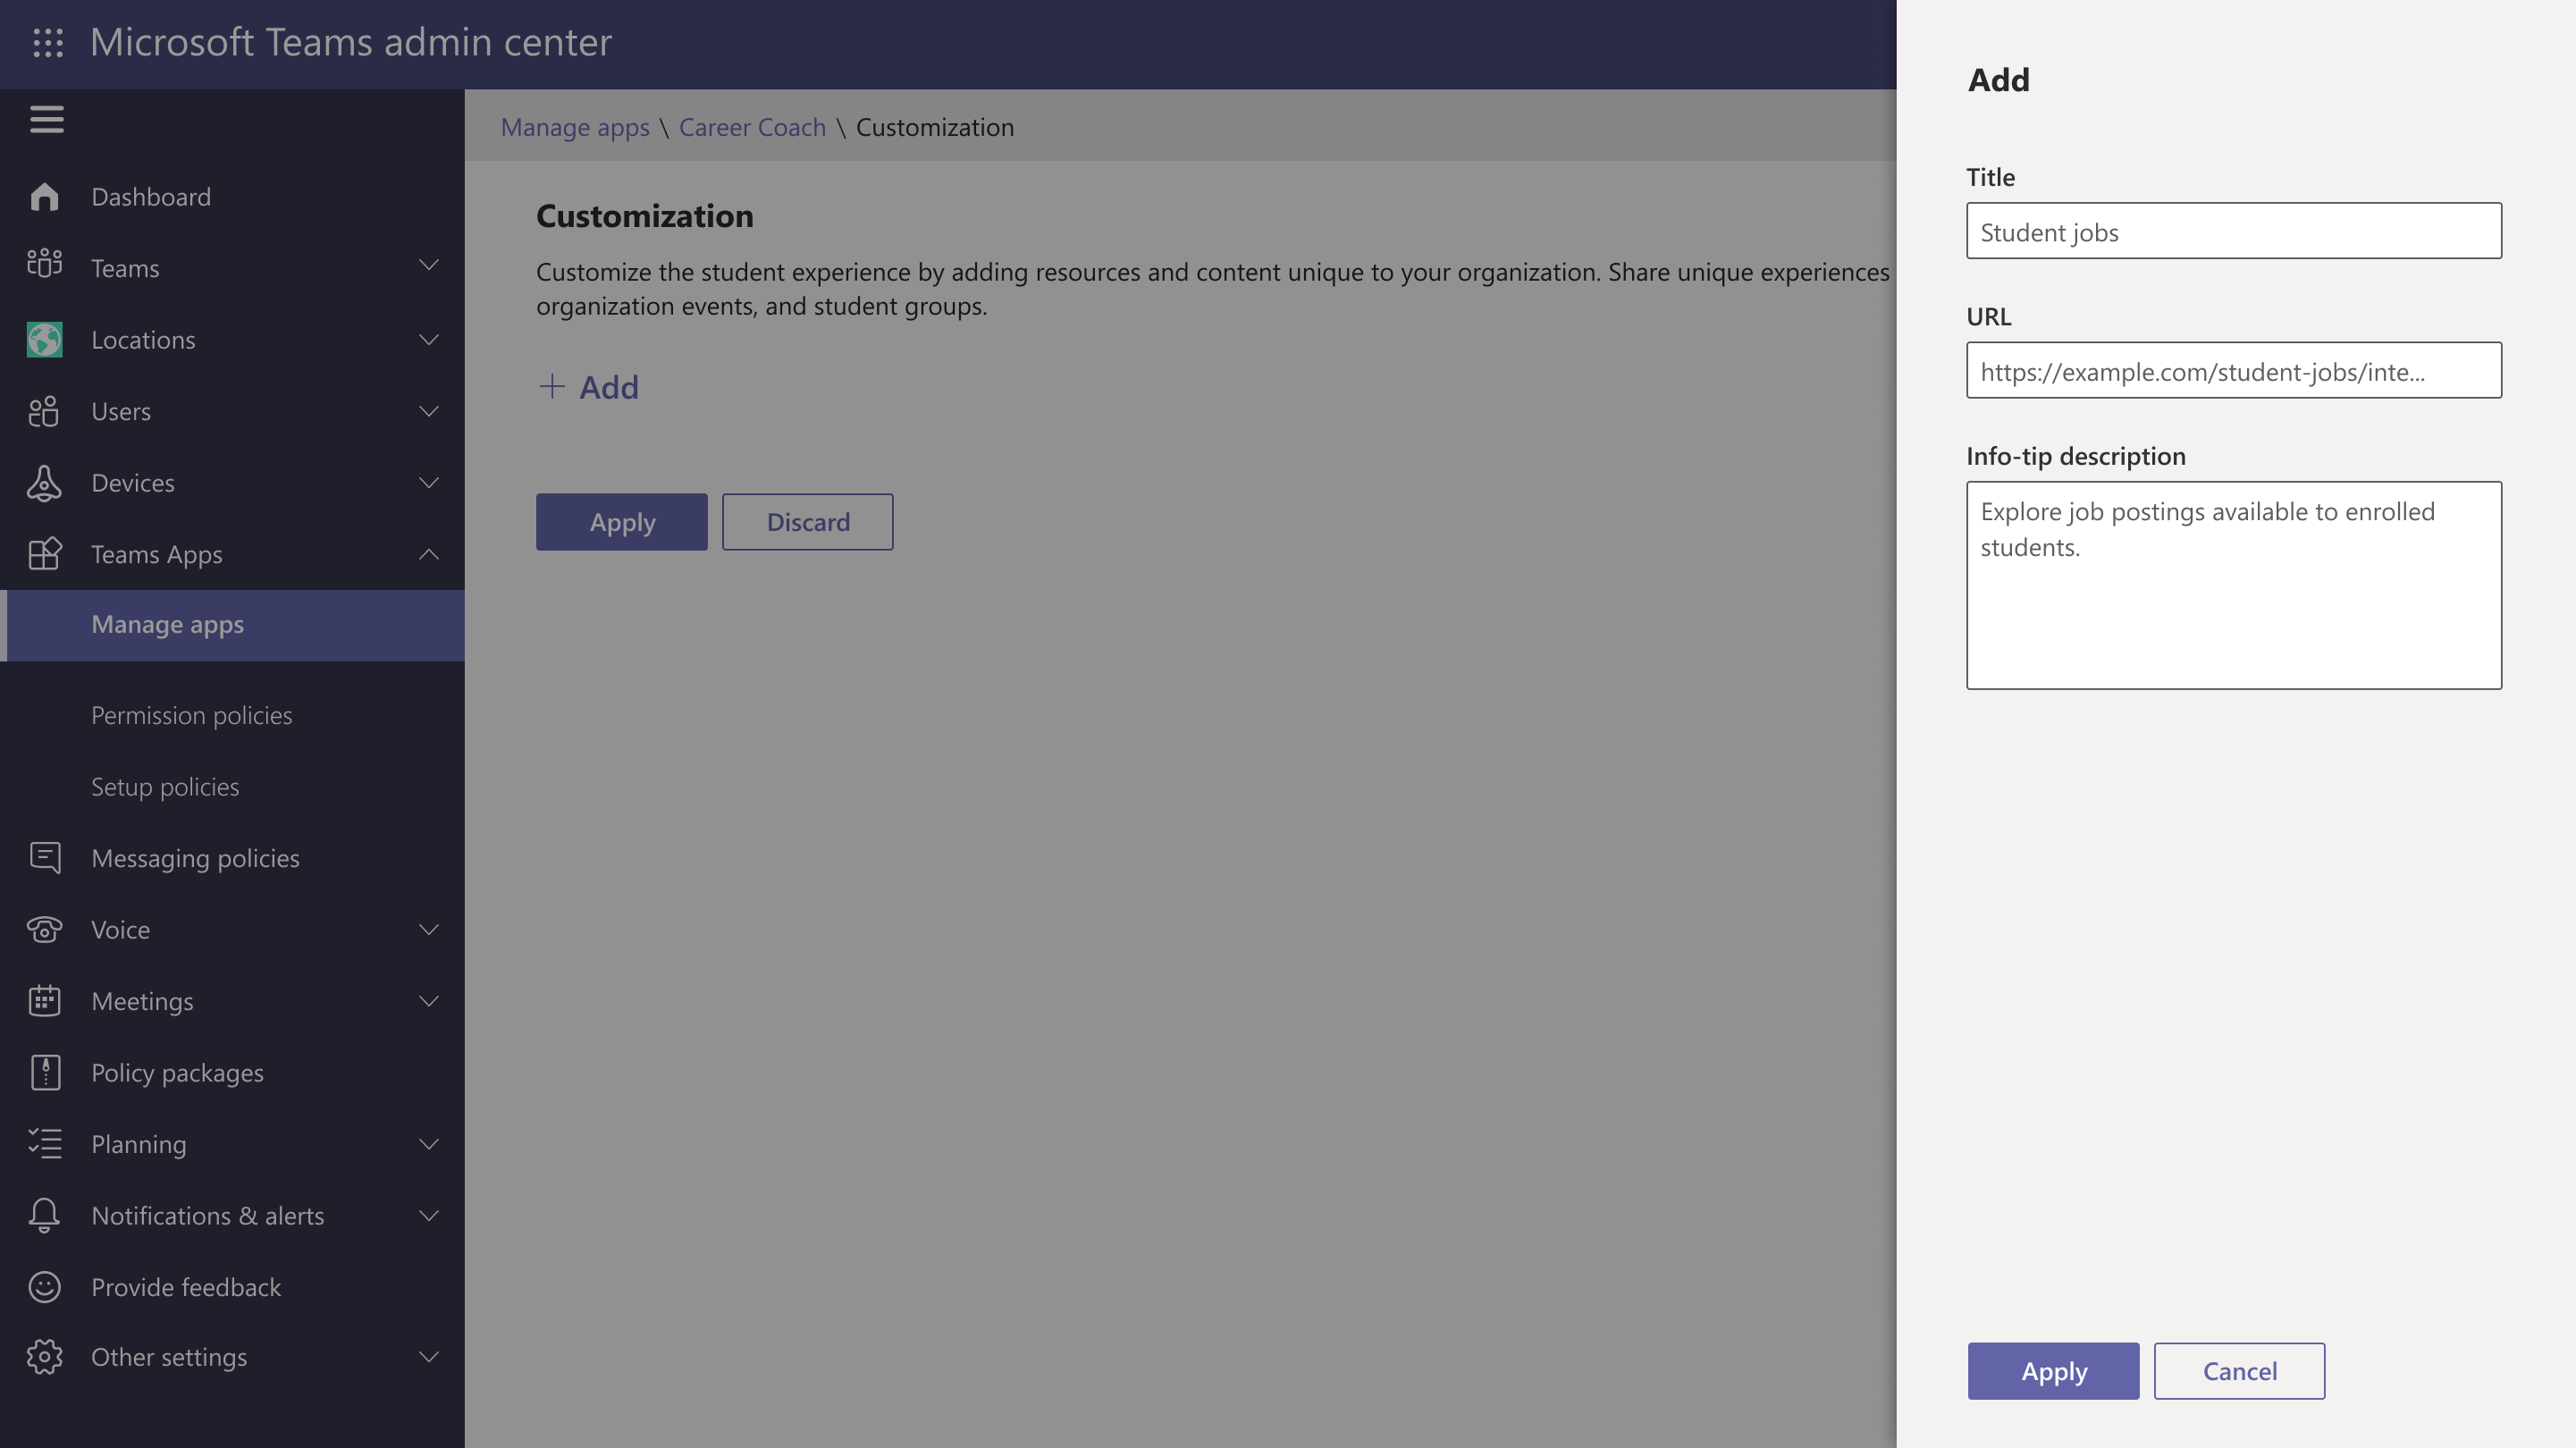 Microsoft Teams admin center
Dashboard
Teams
Locations
Users
Devices
Teams Apps
Manage apps
Permission policies
Setup policies
Messaging policies
Voice
Meetings
Policy packages
Planning
Notifications & alerts
Provide feedback
Other settings
Manage apps \ Career Coach \ Customization
Customization
Customize the student experience by adding resources and content unique to your organization. Share unique experiences
organization events, and student groups.
+ Add
Apply
Discard
Add
Title
Student jobs
URL
https://example.com/student-jobs/inte...
Info-tip description
Explore job postings available to enrolled
students.
Apply
Cancel